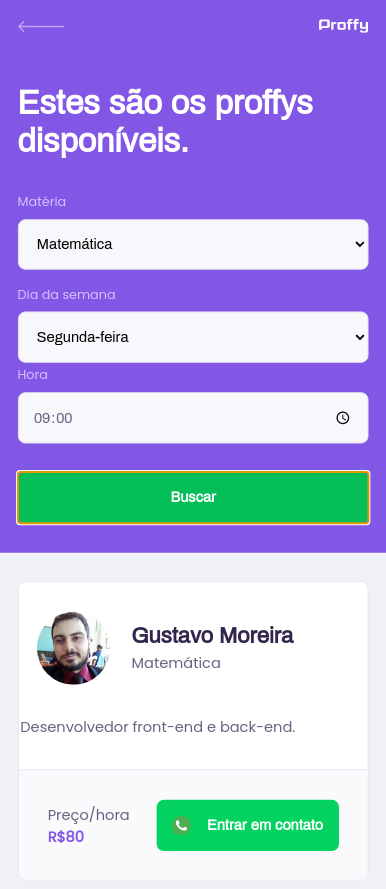 Proffy
Estes são os proffys
disponíveis.
Matéria
Matemática
Dia da semana
Segunda-feira
Hora
09:00
Buscar
Gustavo Moreira
Matemática
Desenvolvedor front-end e back-end.
Preço/hora
R$80
Entrar em contato